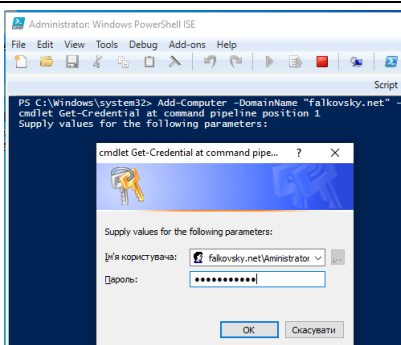 Administrator: Windows PowerShell ISE
File Edit View Tools Debug Add-ons Help
Script
PS C:\Windows\system32> Add-Computer -DomainName "falkovsky.net" -
cmdlet Get-Credential at command pipeline position 1
Supply values for the following parameters:
cmdlet Get-Credential at command pipe... ? X
Supply values for the following parameters:
Ім'я користувача: falkovsky.net\Aministrator ...
Пароль: ●●●●●●●●●●●
OK Скасувати